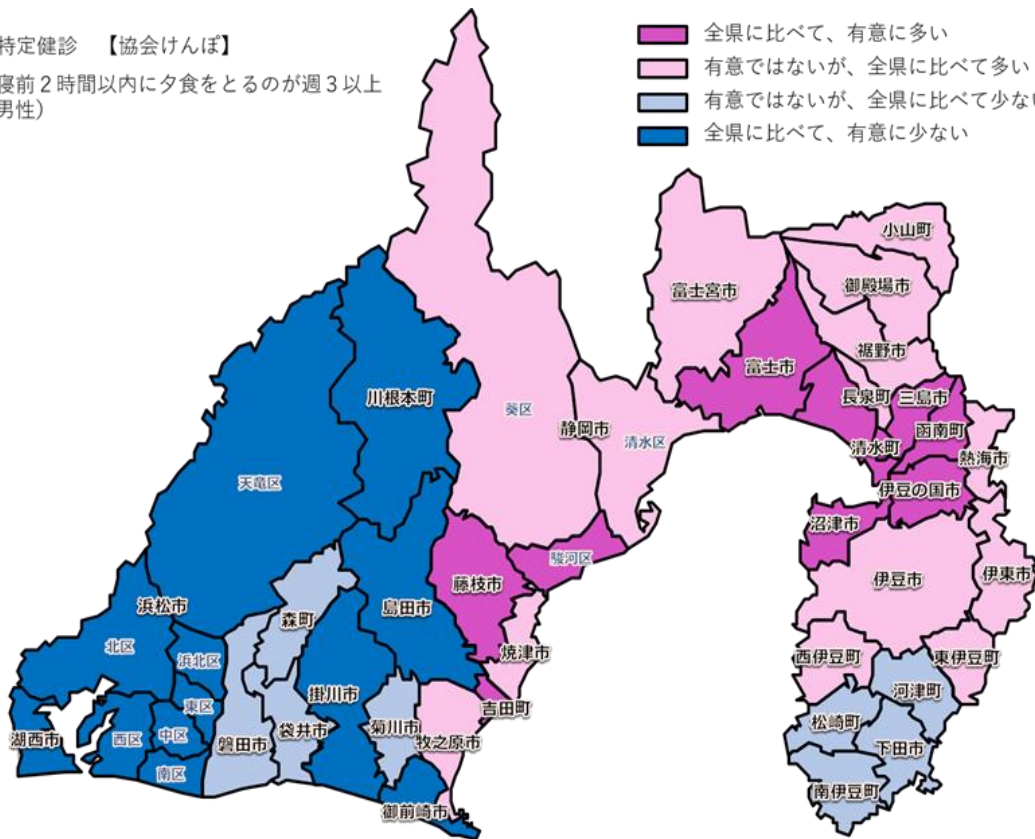 特定健診　【協会けんぽ】
寝前２時間以内に夕食をとるのが週３以上
男性）
全県に比べて、有意に多い
有意ではないが、全県に比べて多い
有意ではないが、全県に比べて少ない
全県に比べて、有意に少ない
小山町
御殿場市
富士宮市
裾野市
富士市
川根本町
長泉町
三島市
葵区
静岡市
清水区
函南町
清水町
熱海市
天竜区
伊豆の国市
沼津市
駿河区
藤枝市
伊豆市
伊東市
浜松市
島田市
森町
北区
浜北区
焼津市
西伊豆町
東伊豆町
掛川市
河津町
東区
吉田町
湖西市
西区
中区
磐田市
袋井市
菊川市
牧之原市
松崎町
下田市
南区
御前崎市
南伊豆町